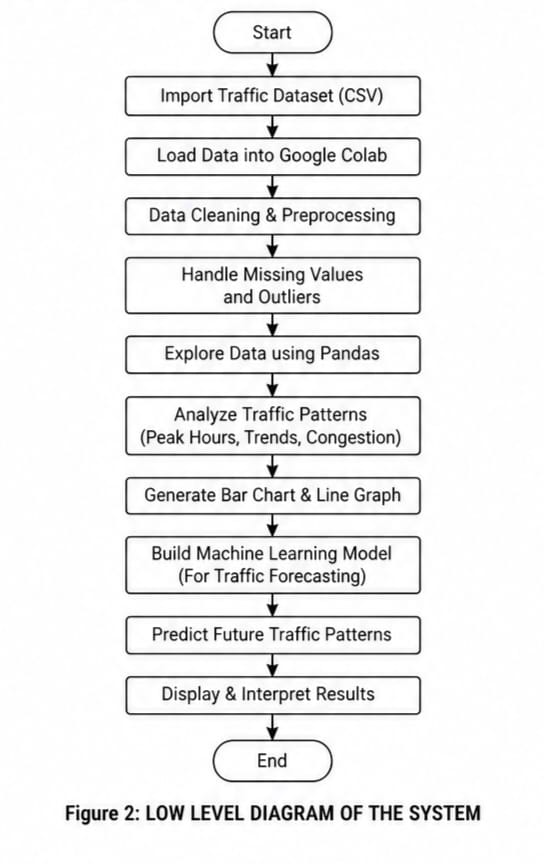 Start
Import Traffic Dataset (CSV)
Load Data into Google Colab
Data Cleaning & Preprocessing
Handle Missing Values
and Outliers
Explore Data using Pandas
Analyze Traffic Patterns
(Peak Hours, Trends, Congestion)
Generate Bar Chart & Line Graph
Build Machine Learning Model
(For Traffic Forecasting)
Predict Future Traffic Patterns
Display & Interpret Results
End
Figure 2: LOW LEVEL DIAGRAM OF THE SYSTEM